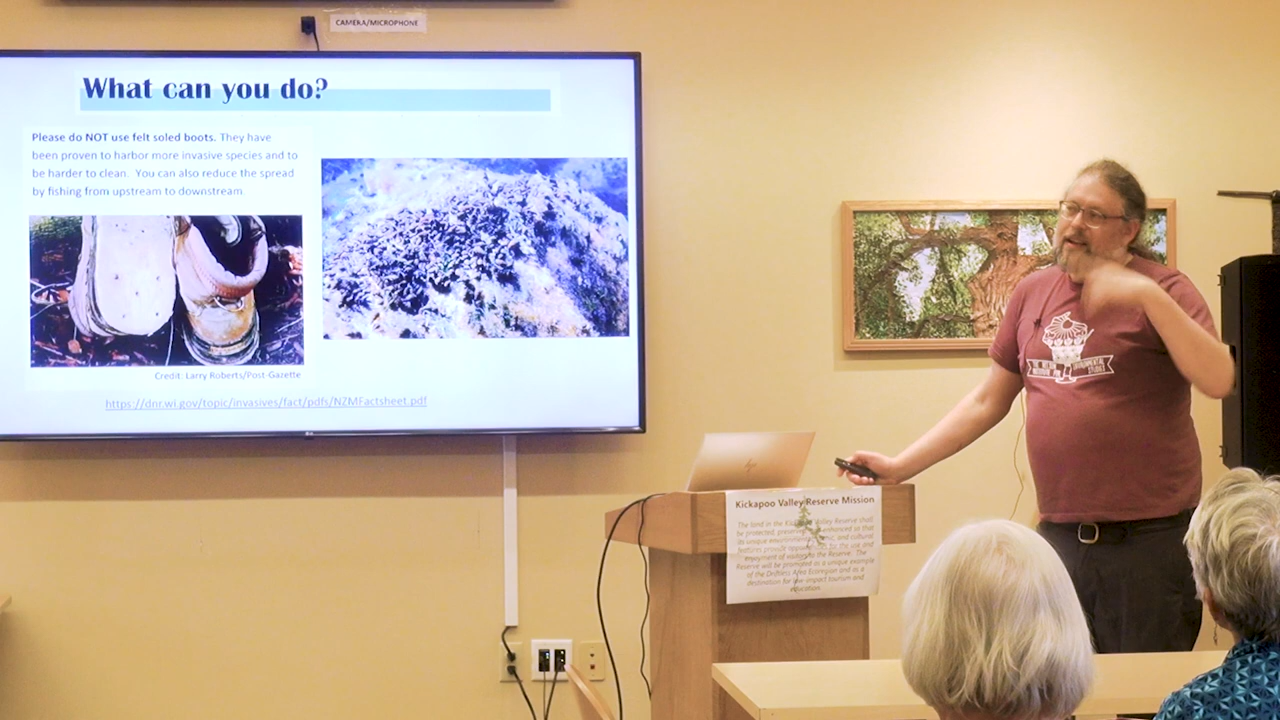 CAMERA/MICROPHONE
What can you do?
Please do NOT use felt soled boots. They have
been proven to harbor more invasive species and to
be harder to clean. You can also reduce the spread
by fishing from upstream to downstream.
Credit: Larry Roberts/Post-Gazette
https://dnr.wi.gov/topic/invasives/fact/pdfs/NZMFactsheet.pdf
Kickapoo Valley Reserve Mission
The land in the Kickapoo Valley Reserve shall
be protected, preserved and enhanced so that
its unique environmental, scenic, and cultural
features provide opportunities for the use and
enjoyment of visitors to the Reserve. The
Reserve will be promoted as a unique example
of the Driftless Area Ecoregion and as a
destination for low-impact tourism and
education.